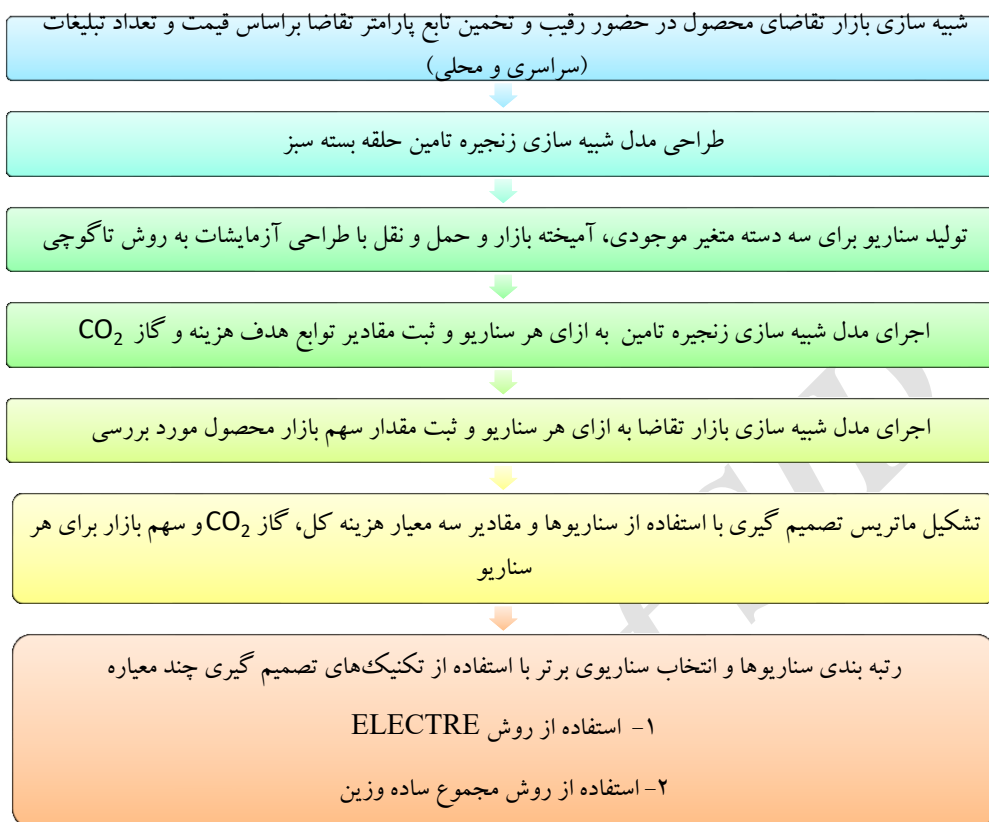 شبیه سازی بازار تقاضای محصول در حضور رقیب و تخمین تابع پارامتر تقاضا براساس قیمت و تعداد تبلیغات
(سراسری و محلی)
طراحی مدل شبیه سازی زنجیره تامین حلقه بسته سبز
تولید سناریو برای سه دسته متغیر موجودی، آمیخته بازار و حمل و نقل با طراحی آزمایشات به روش تاگوچی
اجرای مدل شبیه سازی زنجیره تامین به ازای هر سناریو و ثبت مقادیر توابع هدف هزینه و گاز CO₂
اجرای مدل شبیه سازی بازار تقاضا به ازای هر سناریو و ثبت مقدار سهم بازار محصول مورد بررسی
تشکیل ماتریس تصمیم گیری با استفاده از سناریوها و مقادیر سه معیار هزینه کل، گاز CO₂ و سهم بازار برای هر
سناریو
رتبه بندی سناریوها و انتخاب سناریوی برتر با استفاده از تکنیک‌های تصمیم گیری چند معیاره
۱- استفاده از روش ELECTRE
۲- استفاده از روش مجموع ساده وزین